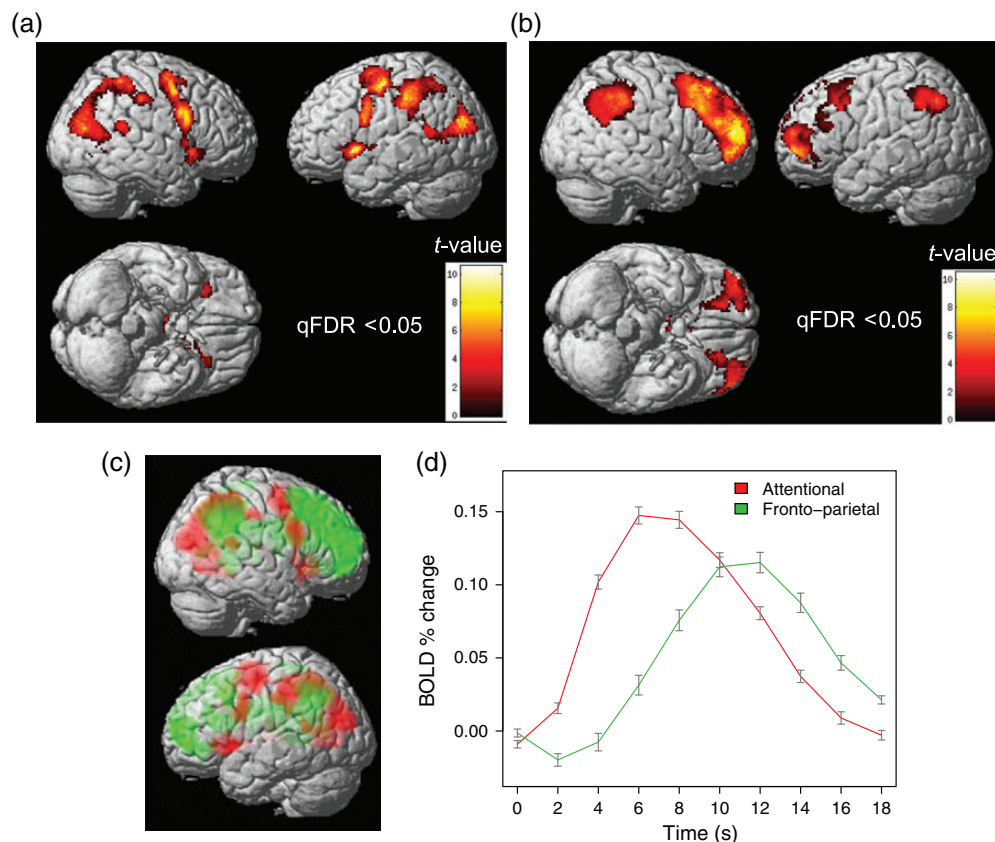 (a)
t-value
10
8
6
4
2
0
qFDR <0.05
(b)
t-value
10
8
6
4
2
0
qFDR <0.05
(c)
(d)
Attentional
Fronto–parietal
BOLD % change
0.15
0.10
0.05
0.00
0 2 4 6 8 10 12 14 16 18
Time (s)